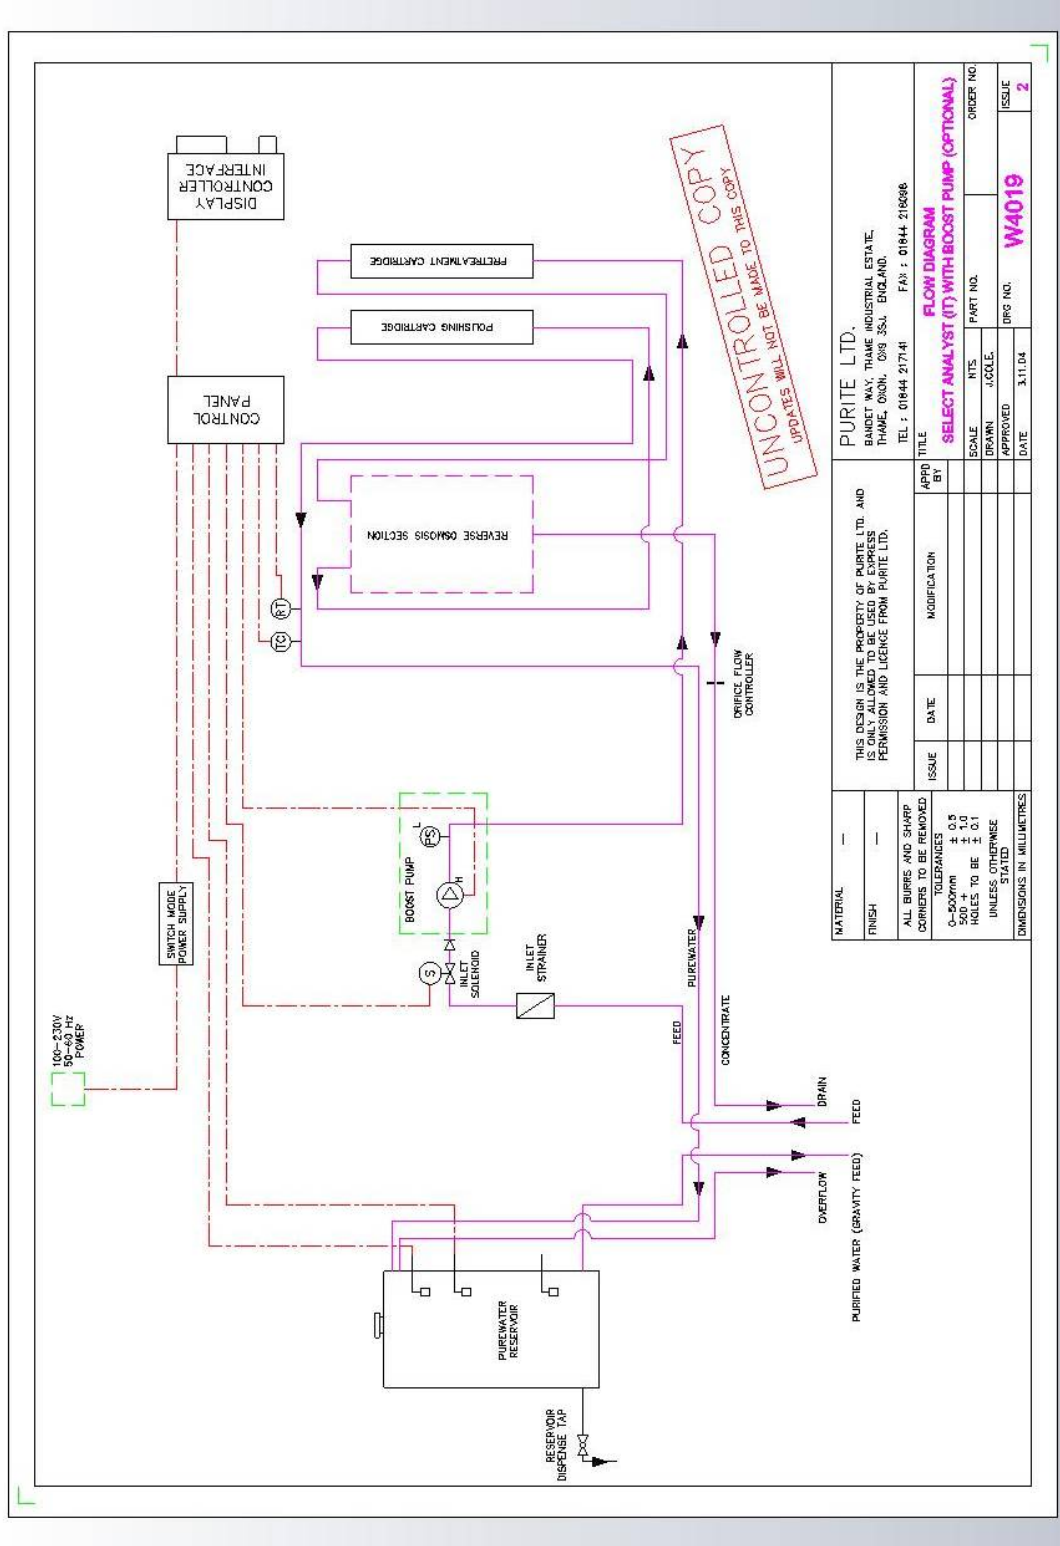 100-230V
50-60 Hz
POWER
SWITCH MODE
POWER SUPPLY
CONTROL
PANEL
DISPLAY
CONTROLLER
INTERFACE
RESERVOIR
DISPENSE TAP
PUREWATER
RESERVOIR
S
INLET
SOLENOID
INLET
STRAINER
BOOST PUMP
H
PS
L
TC
RT
REVERSE OSMOSIS SECTION
POLISHING CARTRIDGE
PRETREATMENT CARTRIDGE
FEED
PUREWATER
CONCENTRATE
ORIFICE FLOW
CONTROLLER
DRAIN
FEED
OVERFLOW
PURIFIED WATER (GRAVITY FEED)
UNCONTROLLED COPY
UPDATES WILL NOT BE MADE TO THIS COPY
MATERIAL —
FINISH —
ALL BURRS AND SHARP
CORNERS TO BE REMOVED
TOLERANCES
0-500mm ± 0.5
500 + ± 1.0
HOLES TO BE ± 0.1
UNLESS OTHERWISE
STATED
DIMENSIONS IN MILLIMETRES
THIS DESIGN IS THE PROPERTY OF PURITE LTD. AND
IS ONLY ALLOWED TO BE USED BY EXPRESS
PERMISSION AND LICENCE FROM PURITE LTD.
ISSUE DATE MODIFICATION APPD
BY
PURITE LTD.
BANDET WAY, THAME INDUSTRIAL ESTATE,
THAME, OXON, OX9 3SJ, ENGLAND.
TEL : 01844 217141 FAX : 01844 218098
TITLE
FLOW DIAGRAM
SELECT ANALYST (IT) WITH BOOST PUMP (OPTIONAL)
SCALE NTS PART NO. ORDER NO.
DRAWN J.COLE.
APPROVED DRG NO. W4019 ISSUE
DATE 3.11.04 2